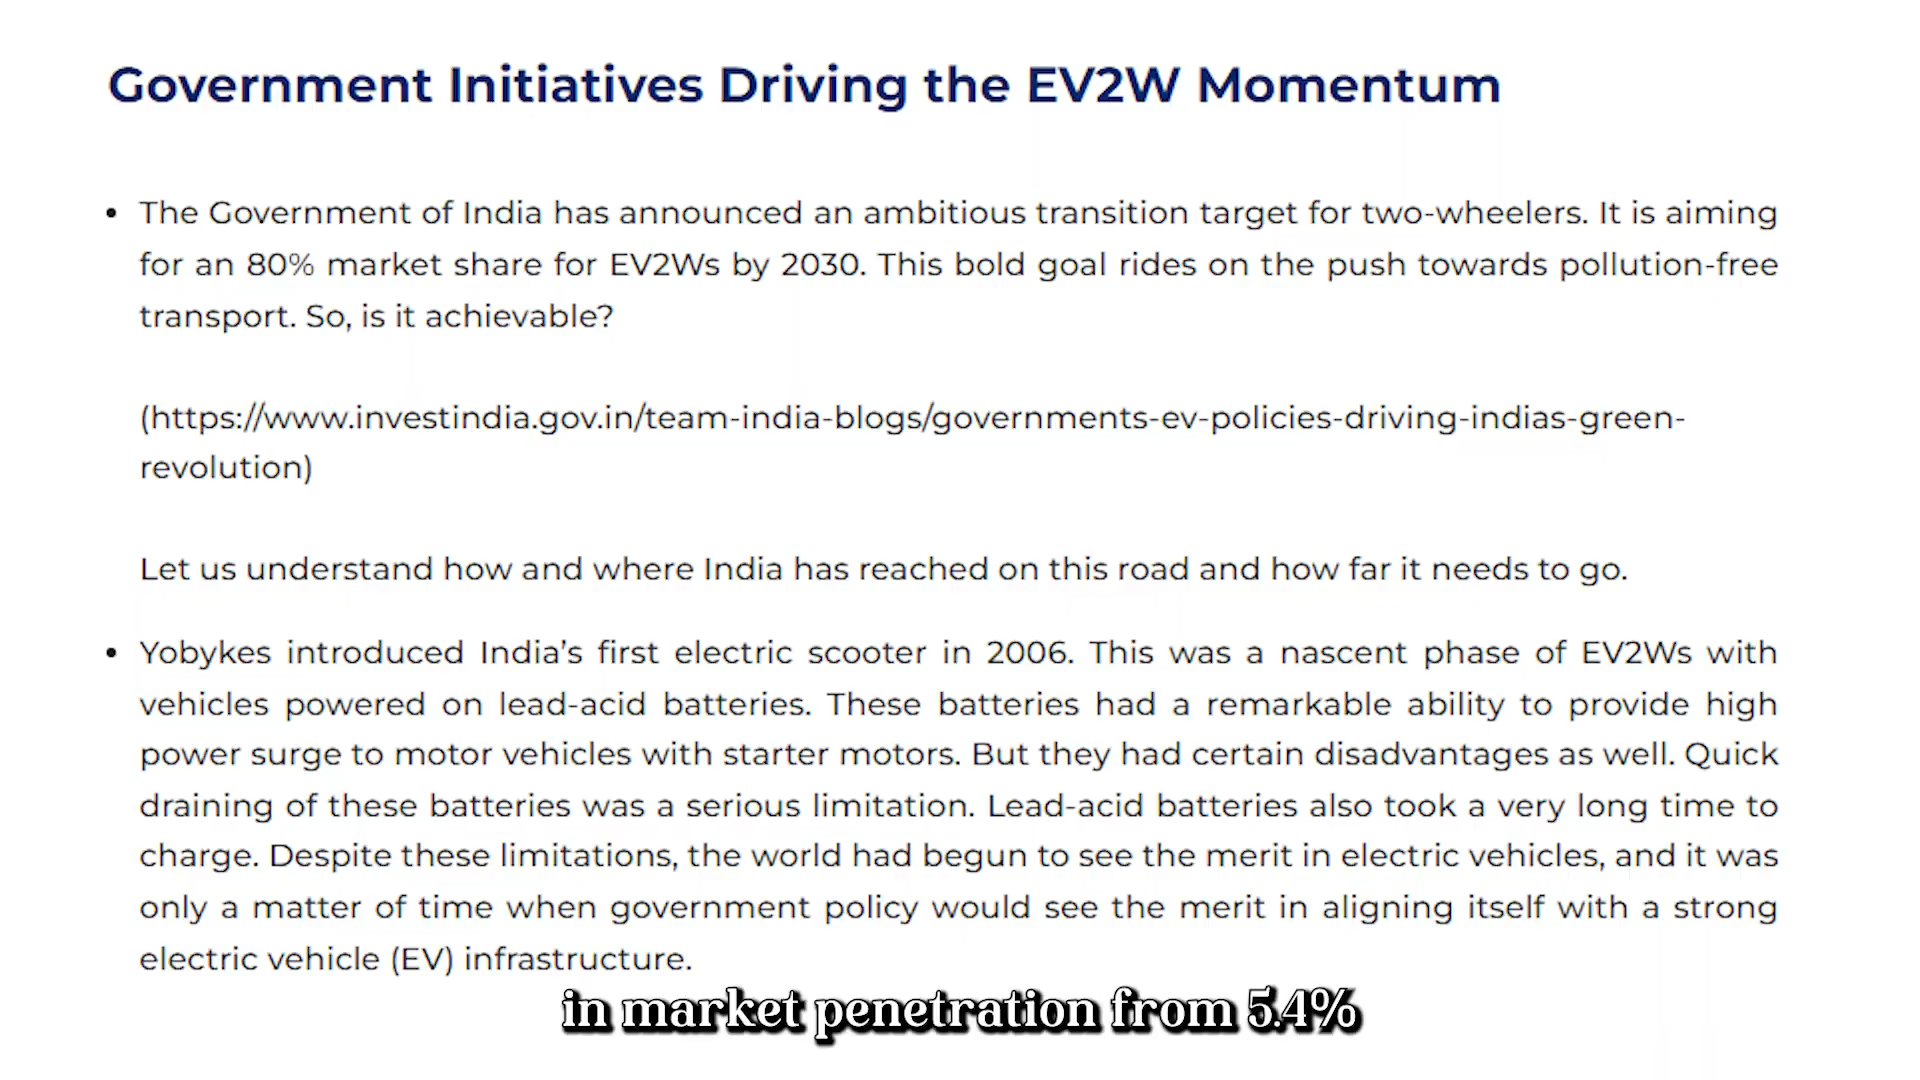 Government Initiatives Driving the EV2W Momentum
• The Government of India has announced an ambitious transition target for two-wheelers. It is aiming
for an 80% market share for EV2Ws by 2030. This bold goal rides on the push towards pollution-free
transport. So, is it achievable?
(https://www.investindia.gov.in/team-india-blogs/governments-ev-policies-driving-indias-green-
revolution)
Let us understand how and where India has reached on this road and how far it needs to go.
• Yobykes introduced India’s first electric scooter in 2006. This was a nascent phase of EV2Ws with
vehicles powered on lead-acid batteries. These batteries had a remarkable ability to provide high
power surge to motor vehicles with starter motors. But they had certain disadvantages as well. Quick
draining of these batteries was a serious limitation. Lead-acid batteries also took a very long time to
charge. Despite these limitations, the world had begun to see the merit in electric vehicles, and it was
only a matter of time when government policy would see the merit in aligning itself with a strong
electric vehicle (EV) infrastructure.
in market penetration from 5.4%